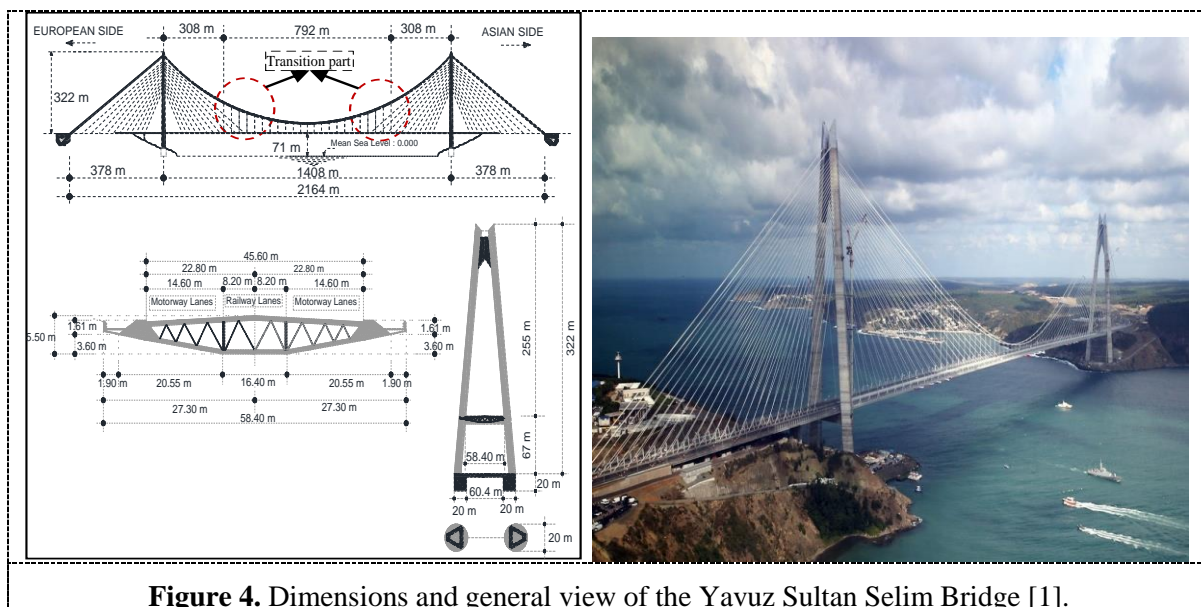 EUROPEAN SIDE 308 m 792 m 308 m ASIAN SIDE
Transition part
322 m
71 m Mean Sea Level : 0.000
378 m 1408 m 378 m
2164 m
45.60 m
22.80 m 22.80 m
14.60 m 8.20 m 8.20 m 14.60 m
Motorway Lanes Railway Lanes Motorway Lanes
1.61 m 1.61 m
5.50 m
3.60 m 3.60 m
1.90 m 20.55 m 16.40 m 20.55 m 1.90 m
27.30 m 27.30 m
58.40 m
255 m
322 m
67 m
58.40 m
20 m
60.4 m
20 m 20 m
20 m
Figure 4. Dimensions and general view of the Yavuz Sultan Selim Bridge [1].